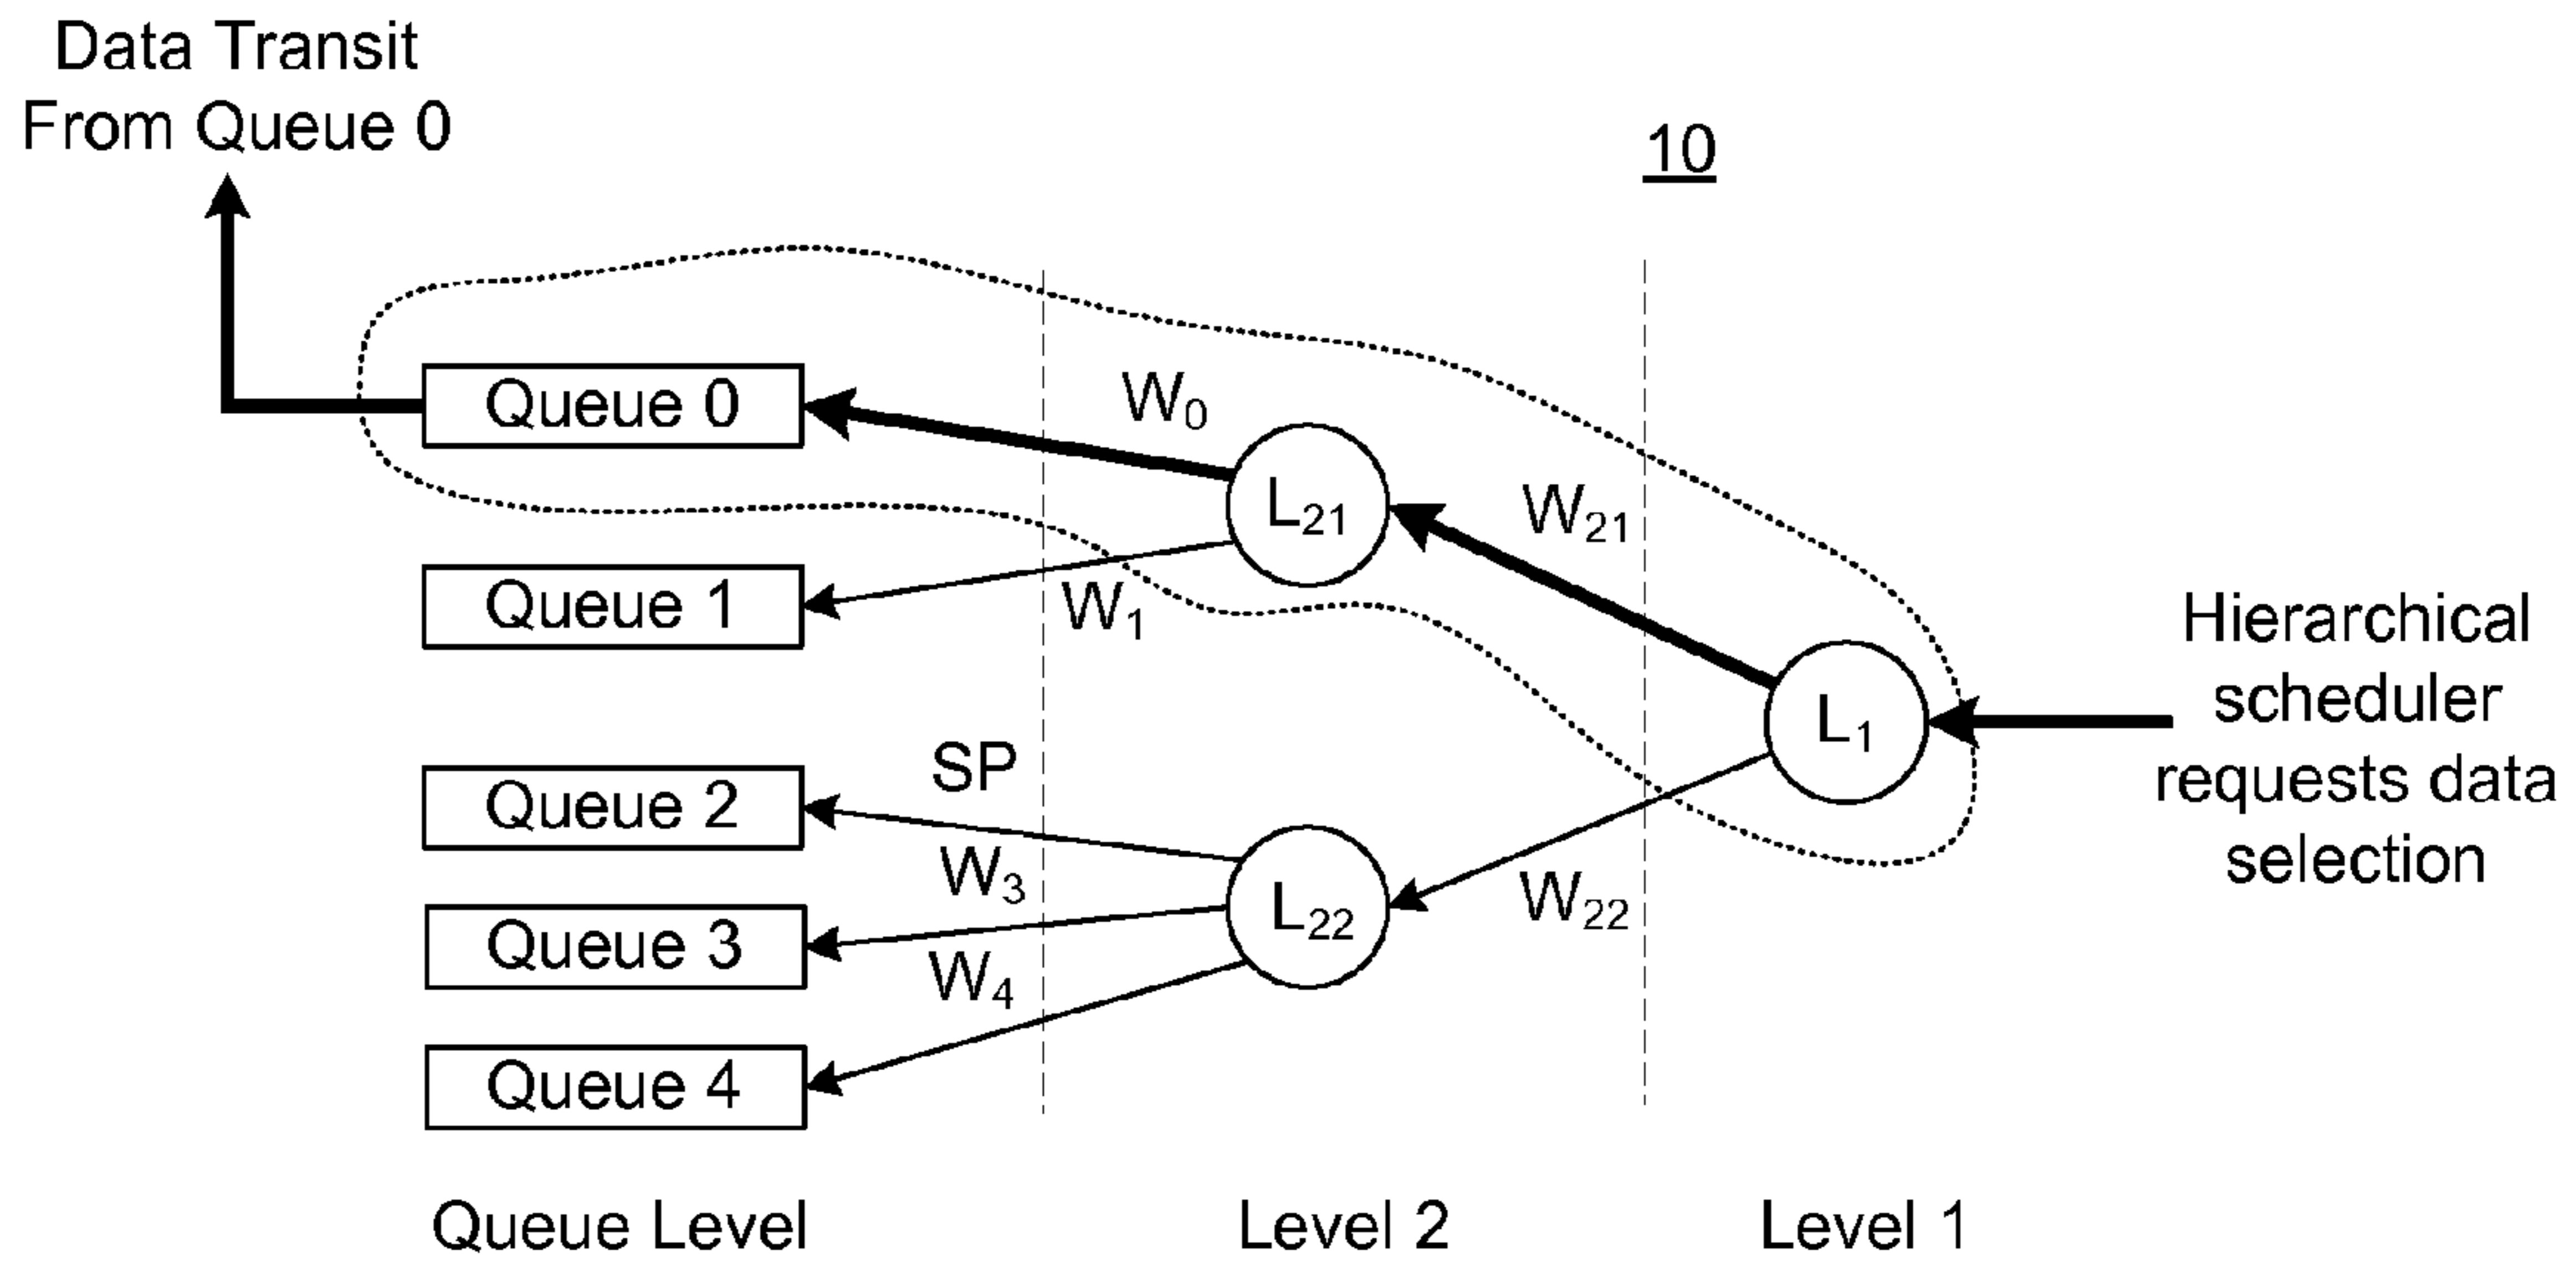 Data Transit
From Queue 0
10
Queue 0
W0
L21
W21
Queue 1
W1
L1
Hierarchical
scheduler
requests data
selection
Queue 2
SP
W3
L22
W22
Queue 3
W4
Queue 4
Queue Level
Level 2
Level 1